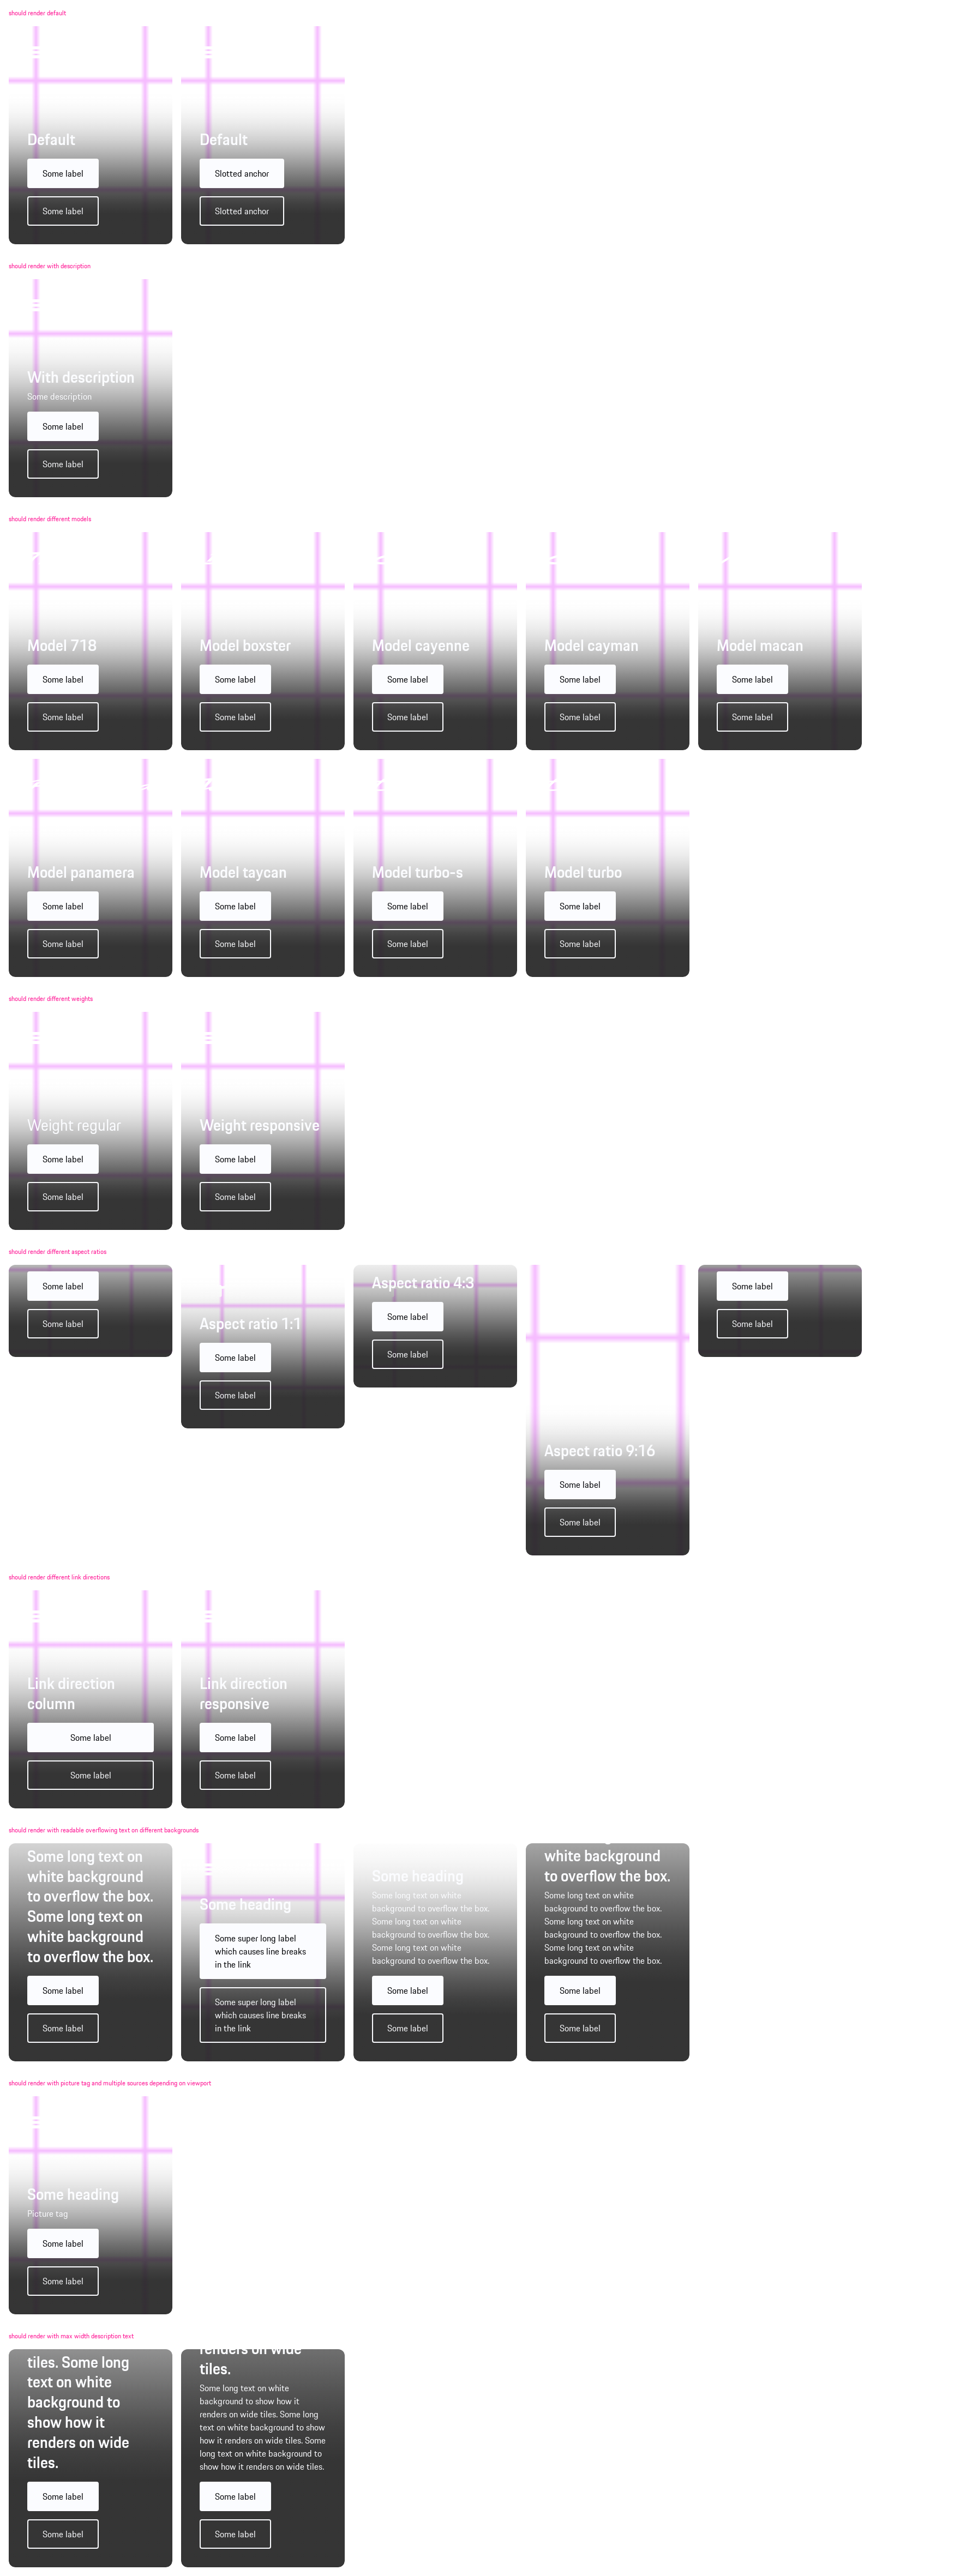 should render default
Default
Some label
Some label
Default
Slotted anchor
Slotted anchor
should render with description
With description
Some description
Some label
Some label
should render different models
Model 718
Some label
Some label
Model boxster
Some label
Some label
Model cayenne
Some label
Some label
Model cayman
Some label
Some label
Model macan
Some label
Some label
Model panamera
Some label
Some label
Model taycan
Some label
Some label
Model turbo-s
Some label
Some label
Model turbo
Some label
Some label
should render different weights
Weight regular
Some label
Some label
Weight responsive
Some label
Some label
should render different aspect ratios
Some label
Some label
Aspect ratio 1:1
Some label
Some label
Aspect ratio 4:3
Some label
Some label
Aspect ratio 9:16
Some label
Some label
Some label
Some label
should render different link directions
Link direction
column
Some label
Some label
Link direction
responsive
Some label
Some label
should render with readable overflowing text on different backgrounds
Some long text on
white background
to overflow the box.
Some long text on
white background
to overflow the box.
Some label
Some label
Some heading
Some super long label
which causes line breaks
in the link
Some super long label
which causes line breaks
in the link
Some heading
Some long text on white
background to overflow the box.
Some long text on white
background to overflow the box.
Some long text on white
background to overflow the box.
Some label
Some label
white background
to overflow the box.
Some long text on white
background to overflow the box.
Some long text on white
background to overflow the box.
Some long text on white
background to overflow the box.
Some label
Some label
should render with picture tag and multiple sources depending on viewport
Some heading
Picture tag
Some label
Some label
should render with max width description text
tiles. Some long
text on white
background to
show how it
renders on wide
tiles.
Some label
Some label
renders on wide
tiles.
Some long text on white
background to show how it
renders on wide tiles. Some long
text on white background to show
how it renders on wide tiles. Some
long text on white background to
show how it renders on wide tiles.
Some label
Some label